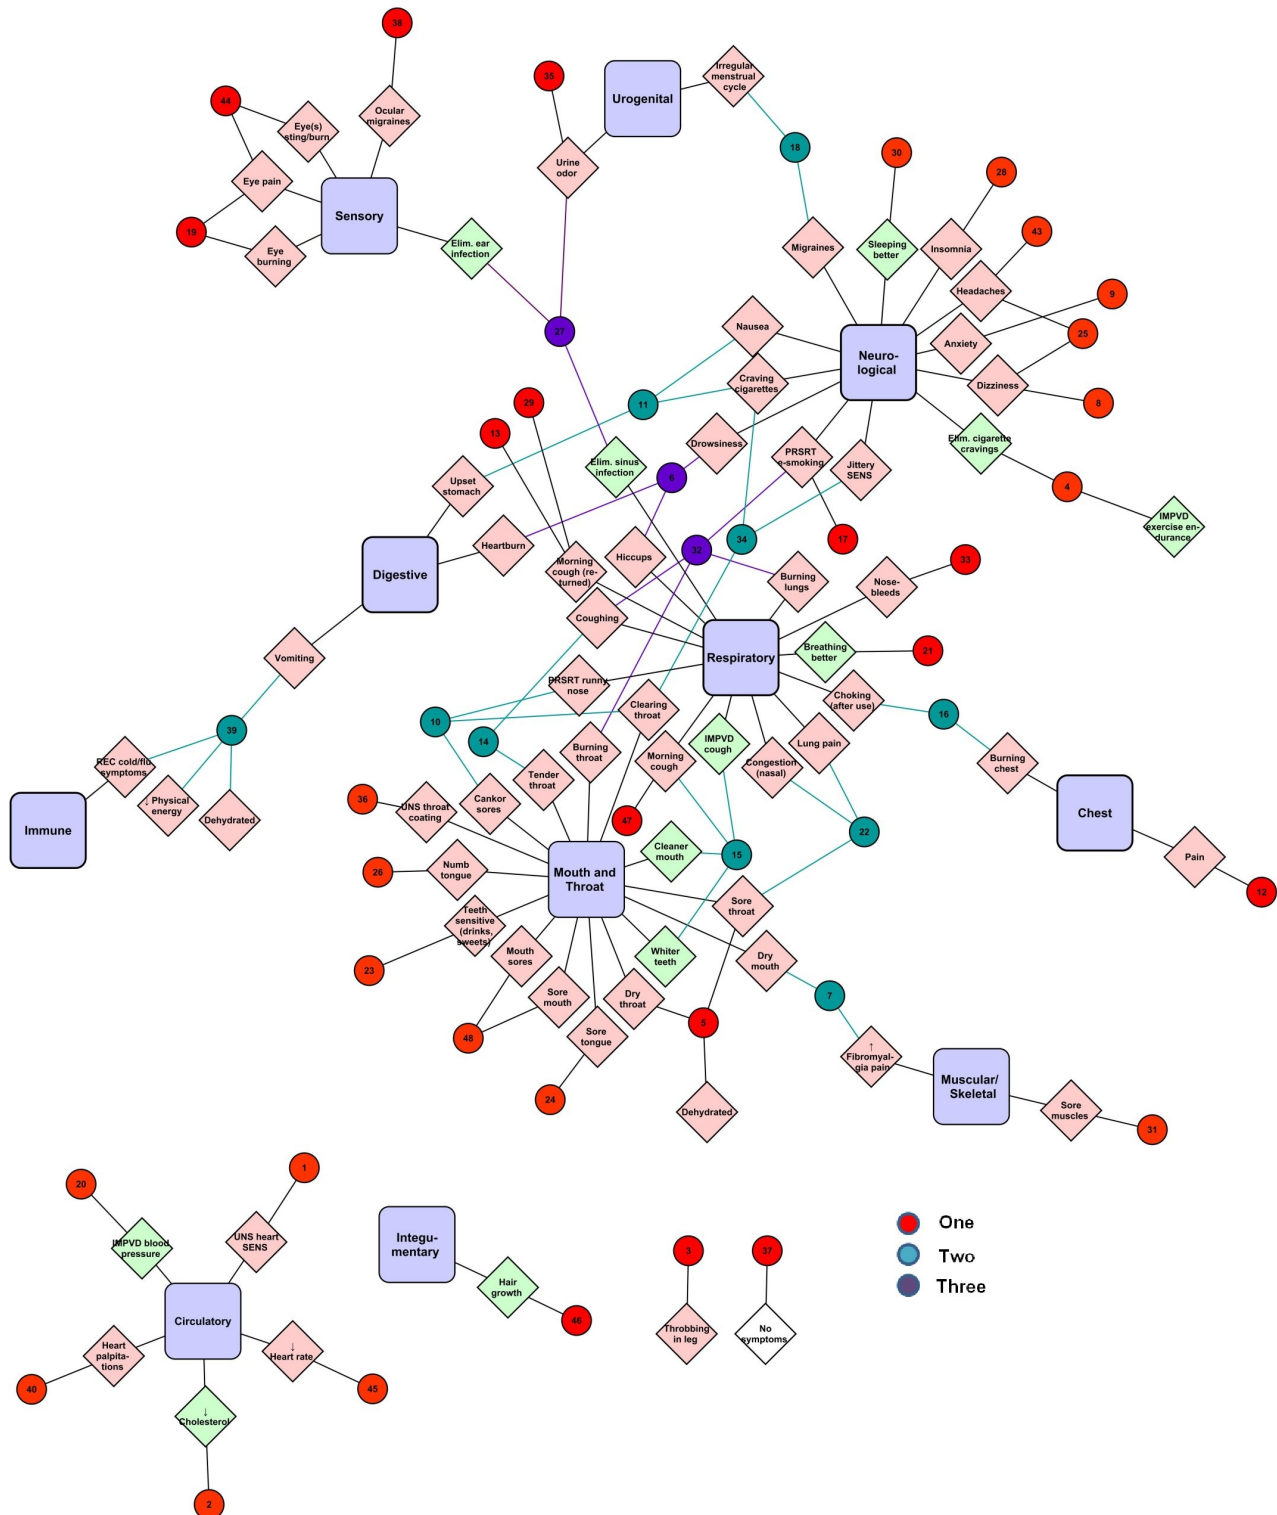 38
35
Irregular
menstrual
cycle
Urogenital
44
Eye(s)
sting/burn
Ocular
migraines
18
30
28
Urine
odor
Eye pain
Sensory
19
Eye
burning
Elim. ear
infection
Migraines
Sleeping
better
Insomnia
43
Headaches
9
27
Nausea
Anxiety
25
Neuro-
logical
Craving
cigarettes
Dizziness
29
11
8
13
Drowsiness
PRSRT
e-smoking
Jittery
SENS
Elim. cigarette
cravings
Elim. sinus
infection
6
Upset
stomach
4
IMPVD
exercise en-
durance
Heartburn
34
17
32
Hiccups
Morning
cough (re-
turned)
Digestive
Burning
lungs
Nose-
bleeds
33
Coughing
Vomiting
Respiratory
Breathing
better
21
PRSRT runny
nose
Clearing
throat
Choking
(after use)
16
10
14
39
IMPVD
cough
Lung pain
Burning
throat
Morning
cough
Congestion
(nasal)
Burning
chest
REC cold/flu
symptoms
↓ Physical
energy
Dehydrated
Immune
Tender
throat
Cankor
sores
36
UNS throat
coating
47
Chest
22
Cleaner
mouth
15
Pain
26
Numb
tongue
Mouth and
Throat
12
Sore
throat
Teeth
sensitive
(drinks,
sweets)
23
Mouth
sores
Whiter
teeth
Dry
mouth
Sore
mouth
Dry
throat
7
5
48
Sore
tongue
↑
Fibromyal-
gia pain
Muscular/
Skeletal
24
Dehydrated
Sore
muscles
31
20
1
IMPVD blood
pressure
UNS heart
SENS
Integu-
mentary
Hair
growth
46
3
37
Throbbing
in leg
No
symptoms
One
Two
Three
Circulatory
Heart
palpita-
tions
↓
Heart rate
40
45
↓
Cholesterol
2